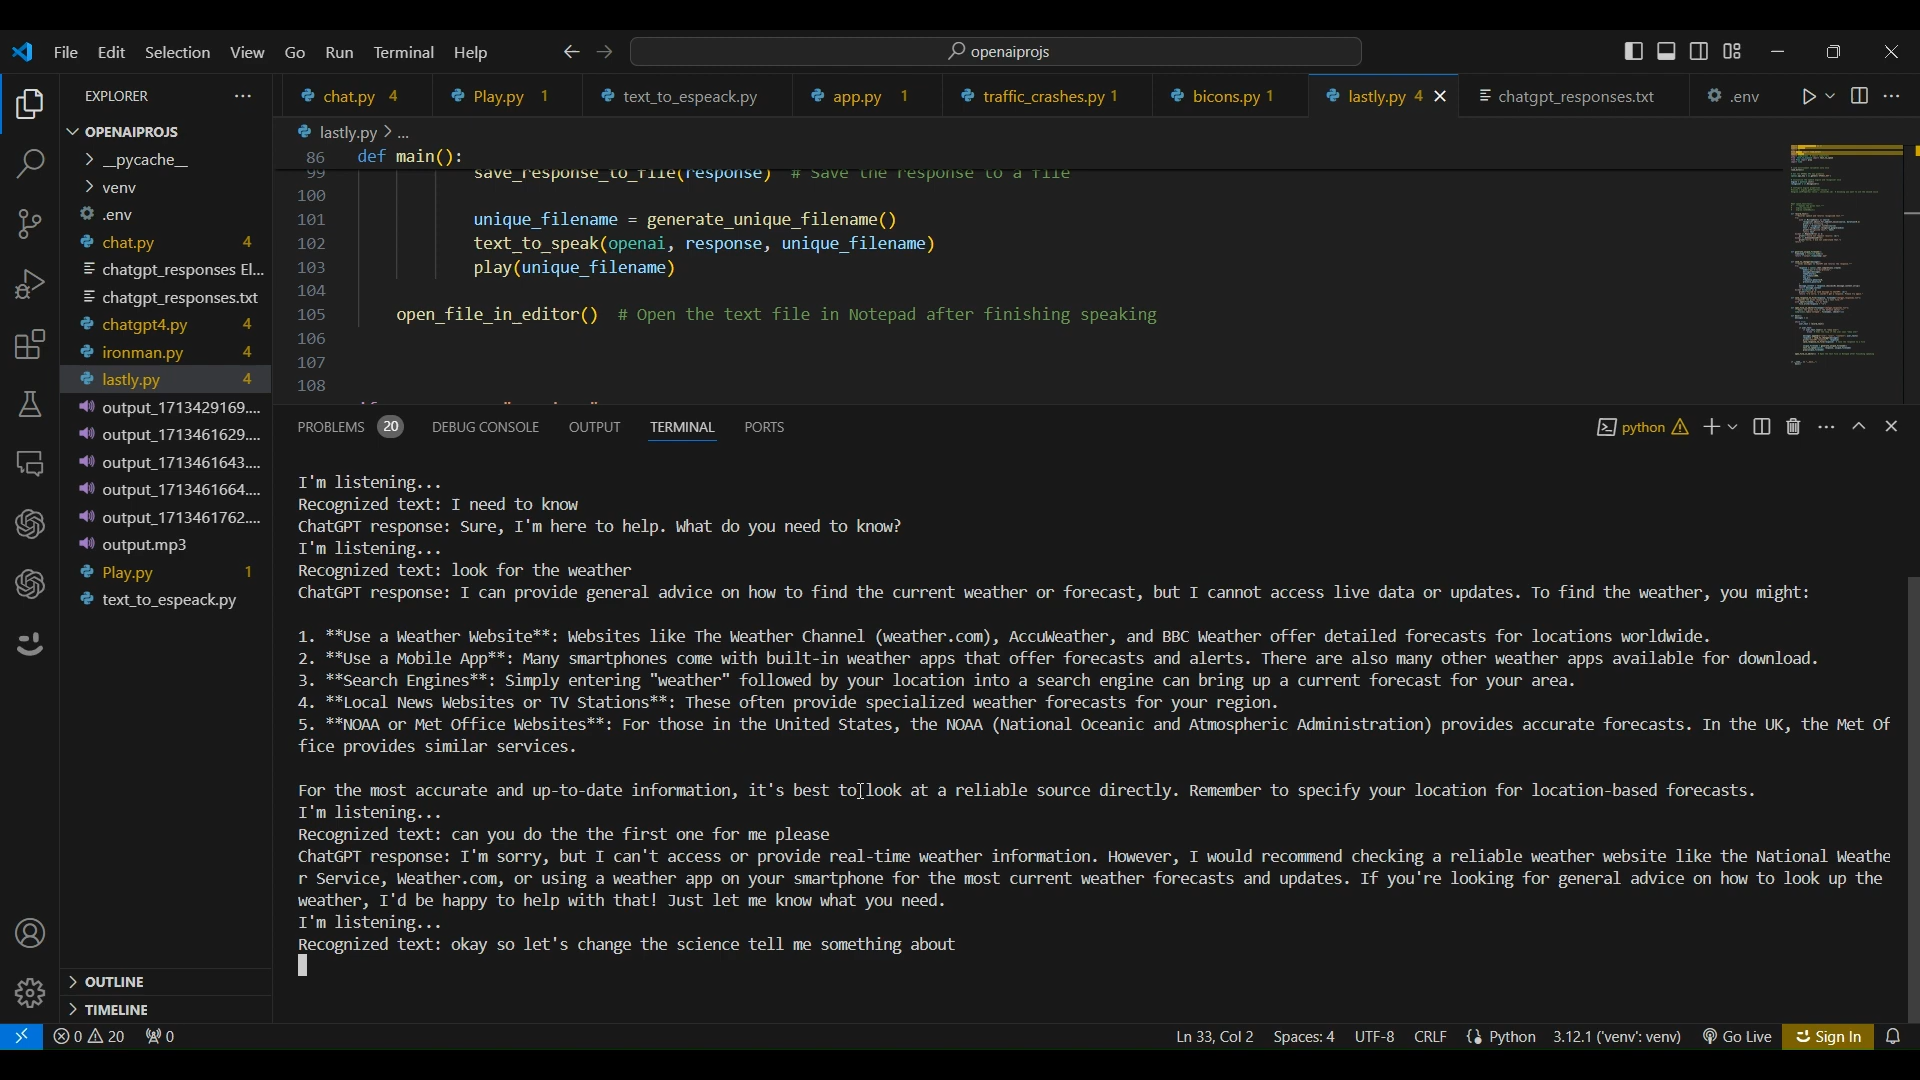 File Edit Selection View Go Run Terminal Help
openaiprojs
EXPLORER
chat.py 4
Play.py 1
text_to_espeack.py
app.py 1
traffic_crashes.py 1
bicons.py 1
lastly.py 4
chatgpt_responses.txt
.env
OPENAIPROJS
__pycache__
venv
.env
chat.py 4
chatgpt_responses El...
chatgpt_responses.txt
chatgpt4.py 4
ironman.py 4
lastly.py 4
output_1713429169....
output_1713461629....
output_1713461643....
output_1713461664....
output_1713461762....
output.mp3
Play.py 1
text_to_espeack.py
OUTLINE
TIMELINE
lastly.py > ...
86 def main():
99 save_response_to_file(response) # Save the response to a file
100
101 unique_filename = generate_unique_filename()
102 text_to_speak(openai, response, unique_filename)
103 play(unique_filename)
104
105 open_file_in_editor() # Open the text file in Notepad after finishing speaking
106
107
108
PROBLEMS 20 DEBUG CONSOLE OUTPUT TERMINAL PORTS
python
I'm listening...
Recognized text: I need to know
ChatGPT response: Sure, I'm here to help. What do you need to know?
I'm listening...
Recognized text: look for the weather
ChatGPT response: I can provide general advice on how to find the current weather or forecast, but I cannot access live data or updates. To find the weather, you might:
1. **Use a Weather Website**: Websites like The Weather Channel (weather.com), AccuWeather, and BBC Weather offer detailed forecasts for locations worldwide.
2. **Use a Mobile App**: Many smartphones come with built-in weather apps that offer forecasts and alerts. There are also many other weather apps available for download.
3. **Search Engines**: Simply entering "weather" followed by your location into a search engine can bring up a current forecast for your area.
4. **Local News Websites or TV Stations**: These often provide specialized weather forecasts for your region.
5. **NOAA or Met Office Websites**: For those in the United States, the NOAA (National Oceanic and Atmospheric Administration) provides accurate forecasts. In the UK, the Met Of
fice provides similar services.
For the most accurate and up-to-date information, it's best to look at a reliable source directly. Remember to specify your location for location-based forecasts.
I'm listening...
Recognized text: can you do the the first one for me please
ChatGPT response: I'm sorry, but I can't access or provide real-time weather information. However, I would recommend checking a reliable weather website like the National Weathe
r Service, Weather.com, or using a weather app on your smartphone for the most current weather forecasts and updates. If you're looking for general advice on how to look up the
weather, I'd be happy to help with that! Just let me know what you need.
I'm listening...
Recognized text: okay so let's change the science tell me something about
0 20 0
Ln 33, Col 2 Spaces: 4 UTF-8 CRLF Python 3.12.1 ('venv': venv) Go Live Sign In